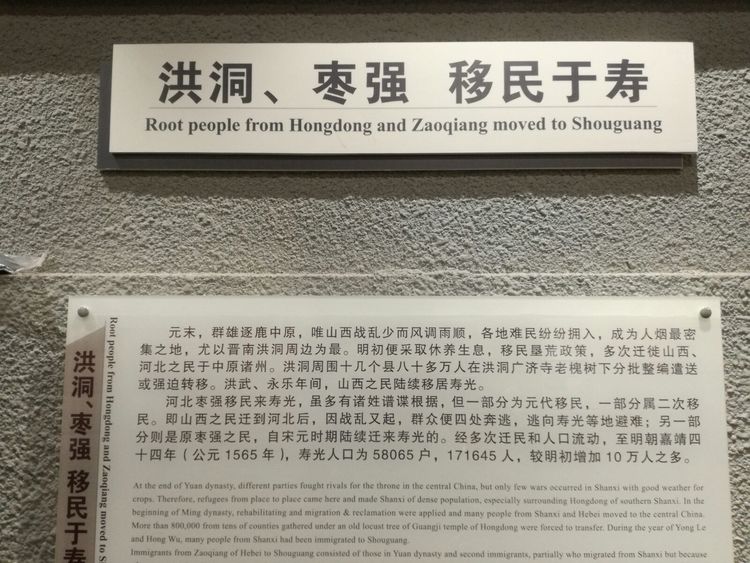 洪洞、枣强 移民于寿
Root people from Hongdong and Zaoqiang moved to Shouguang
洪洞、枣强 移民于寿
Root people from Hongdong and Zaoqiang moved to S
元末，群雄逐鹿中原，唯山西战乱少而风调雨顺，各地难民纷纷拥入，成为人烟最密
集之地，尤以晋南洪洞周边为最。明初便采取休养生息，移民垦荒政策，多次迁徙山西、
河北之民于中原诸州。洪洞周围十几个县八十多万人在洪洞广济寺老槐树下分批整编遣送
或强迫转移。洪武、永乐年间，山西之民陆续移居寿光。
河北枣强移民来寿光，虽多有诸姓谱谍根据，但一部分为元代移民，一部分属二次移
民。即山西之民迁到河北后，因战乱又起，群众便四处奔逃，逃向寿光等地避难；另一部
分则是原枣强之民，自宋元时期陆续迁来寿光的。经多次迁民和人口流动，至明朝嘉靖四
十四年（公元 1565 年），寿光人口为 58065 户，171645 人，较明初增加 10 万人之多。
At the end of Yuan dynasty, different parties fought rivals for the throne in the central China, but only few wars occurred in Shanxi with good weather for
crops. Therefore, refugees from place to place came here and made Shanxi of dense population, especially surrounding Hongdong of southern Shanxi. In the
beginning of Ming dynasty, rehabilitating and migration & reclamation were applied and many people from Shanxi and Hebei moved to the central China.
More than 800,000 from tens of counties gathered under an old locust tree of Guangji temple of Hongdong were forced to transfer. During the year of Yong Le
and Hong Wu, many people from Shanxi had been immigrated to Shouguang.
Immigrants from Zaoqiang of Hebei to Shouguang consisted of those in Yuan dynasty and second immigrants, partially who migrated from Shanxi but because